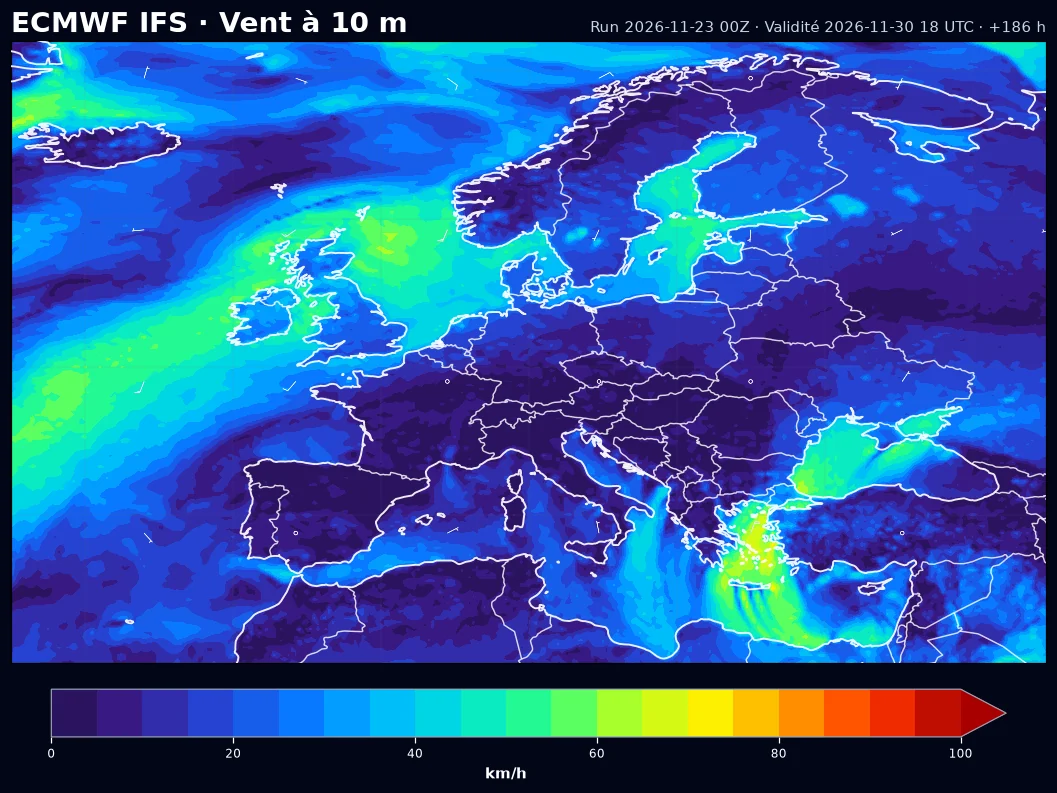 ECMWF IFS · Vent à 10 m
Run 2026-11-23 00Z · Validité 2026-11-30 18 UTC · +186 h
0 20 40 60 80 100
km/h